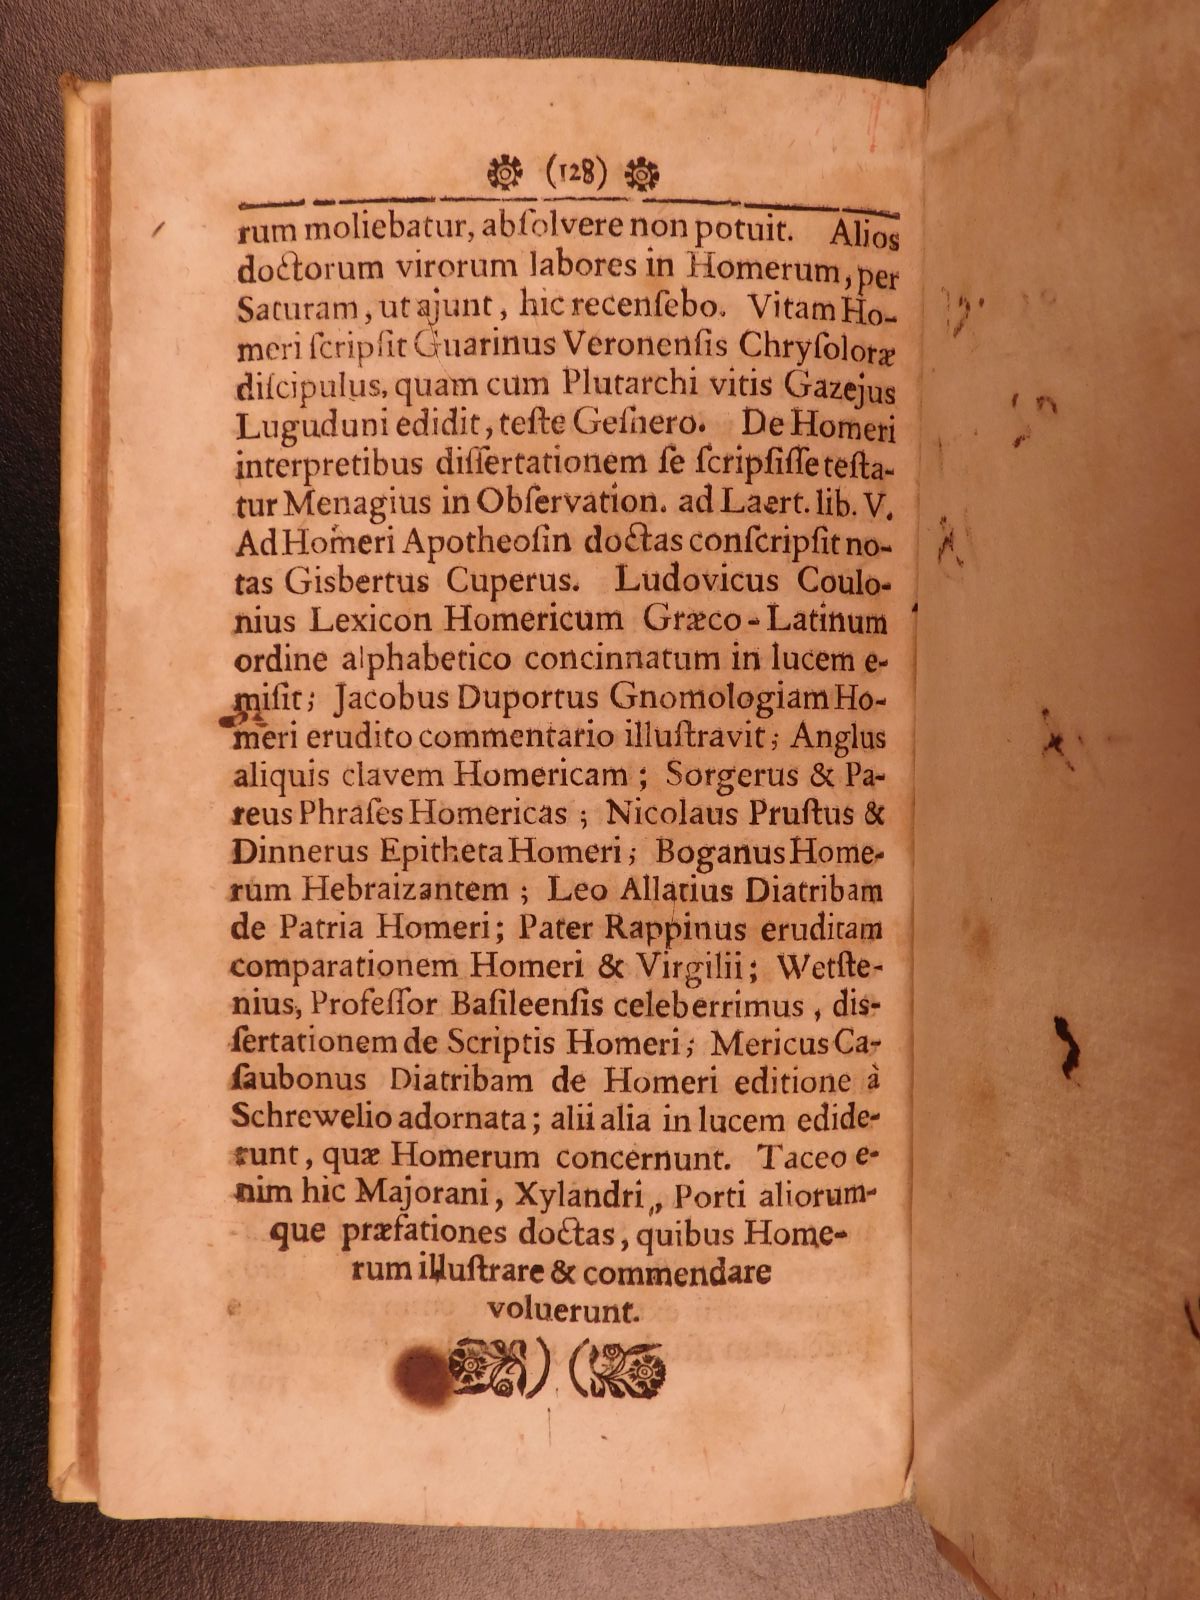 (128)
rum moliebatur, abſolvere non potuit. Alios
doctorum virorum labores in Homerum, per
Saturam, ut ajunt, hic recenſebo. Vitam Ho-
meri ſcripſit Guarinus Veronenſis Chryſoloræ
diſcipulus, quam cum Plutarchi vitis Gazejus
Luguduni edidit, teſte Geſnero. De Homeri
interpretibus diſſertationem ſe ſcripſiſſe teſta-
tur Menagius in Obſervation. ad Laert. lib. V.
Ad Homeri Apotheoſin doctas conſcripſit no-
tas Gisbertus Cuperus. Ludovicus Coulo-
nius Lexicon Homericum Græco-Latinum
ordine alphabetico concinnatum in lucem e-
miſit; Jacobus Duportus Gnomologiam Ho-
meri erudito commentario illuſtravit; Anglus
aliquis clavem Homericam; Sorgerus & Pa-
reus Phraſes Homericas; Nicolaus Pruſtus &
Dinnerus Epitheta Homeri; Boganus Home-
rum Hebraizantem; Leo Allatius Diatribam
de Patria Homeri; Pater Rappinus eruditam
comparationem Homeri & Virgilii; Wetſte-
nius, Profeſſor Baſileenſis celeberrimus, dis-
ſertationem de Scriptis Homeri; Mericus Ca-
ſaubonus Diatribam de Homeri editione à
Schrewelio adornata; alii alia in lucem edide-
runt, quæ Homerum concernunt. Taceo e-
nim hic Majorani, Xylandri, Porti aliorum-
que præfationes doctas, quibus Home-
rum illuſtrare & commendare
voluerunt.